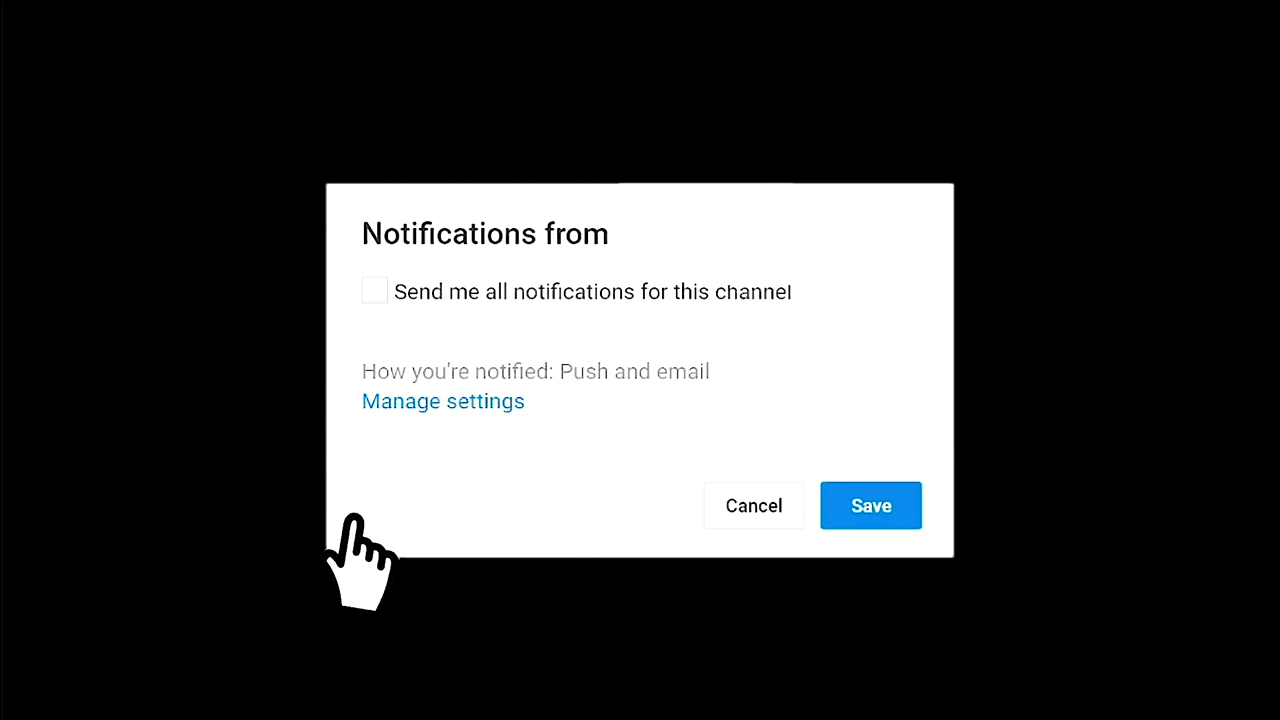 Notifications from
Send me all notifications for this channel
How you're notified: Push and email
Manage settings
Cancel
Save